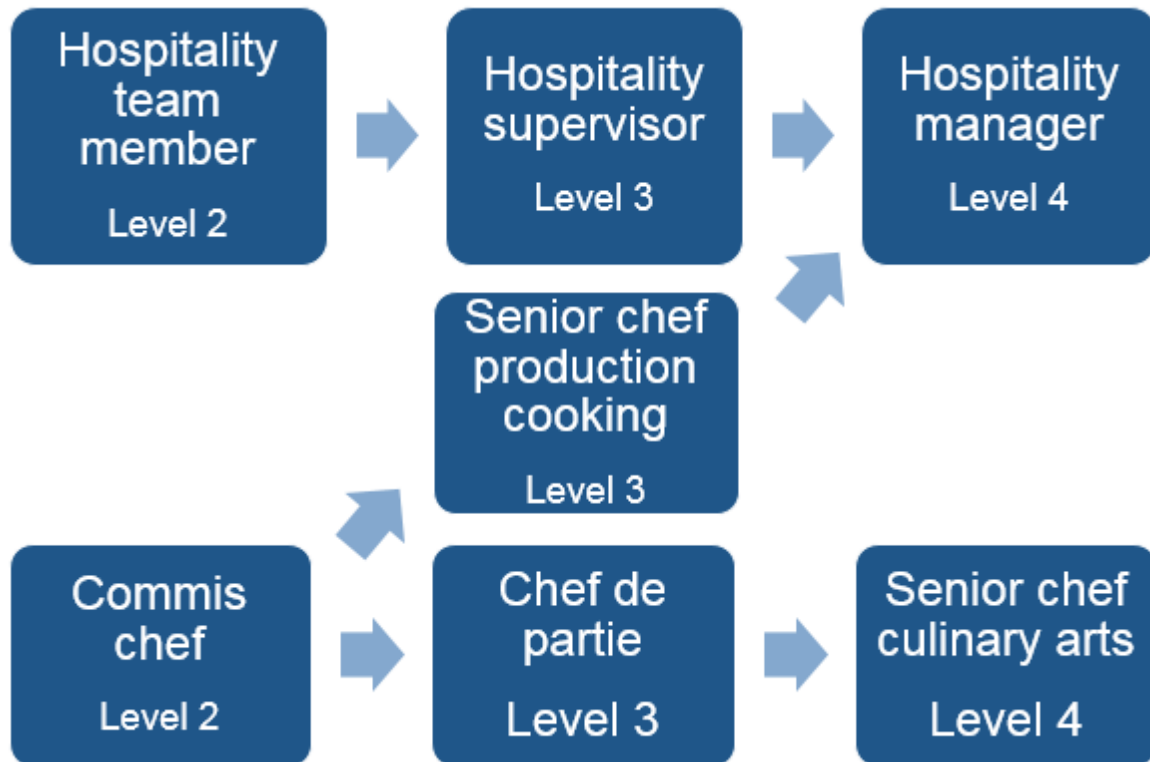 Hospitality
team
member
Level 2
Hospitality
supervisor
Level 3
Hospitality
manager
Level 4
Senior chef
production
cooking
Level 3
Commis
chef
Level 2
Chef de
partie
Level 3
Senior chef
culinary arts
Level 4